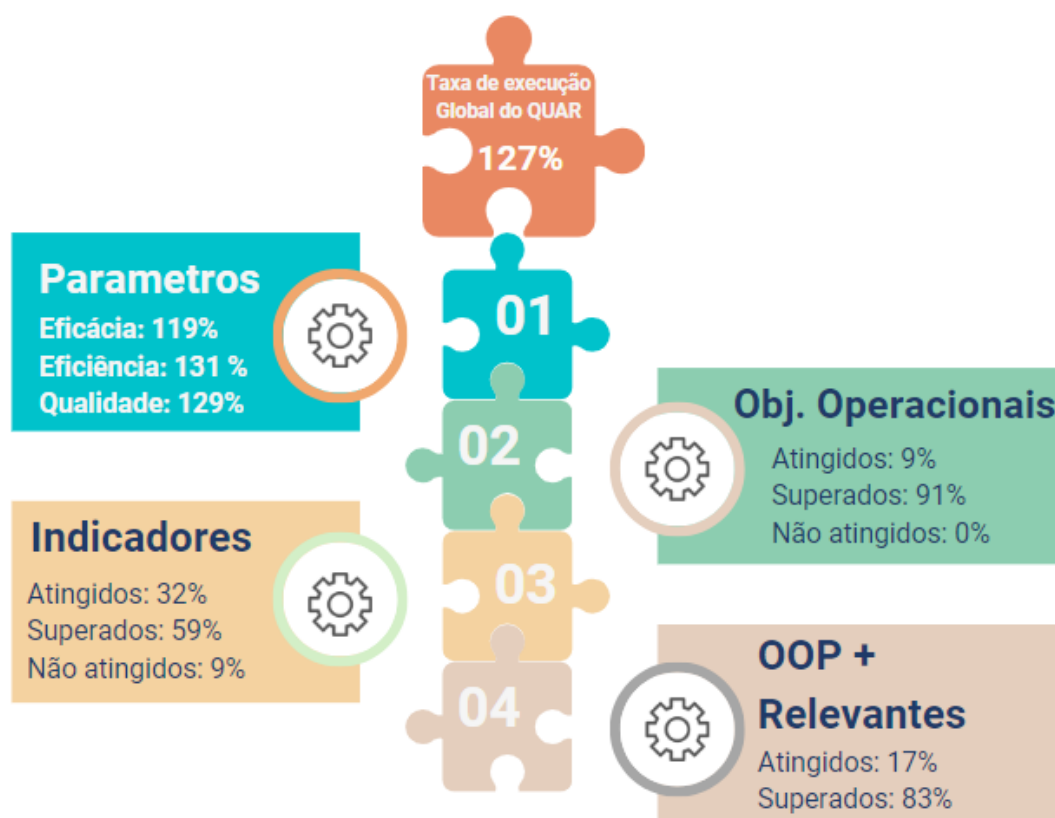 Taxa de execução
Global do QUAR
127%
01
Parametros
Eficácia: 119%
Eficiência: 131 %
Qualidade: 129%
02
Obj. Operacionais
Atingidos: 9%
Superados: 91%
Não atingidos: 0%
03
Indicadores
Atingidos: 32%
Superados: 59%
Não atingidos: 9%
04
OOP +
Relevantes
Atingidos: 17%
Superados: 83%